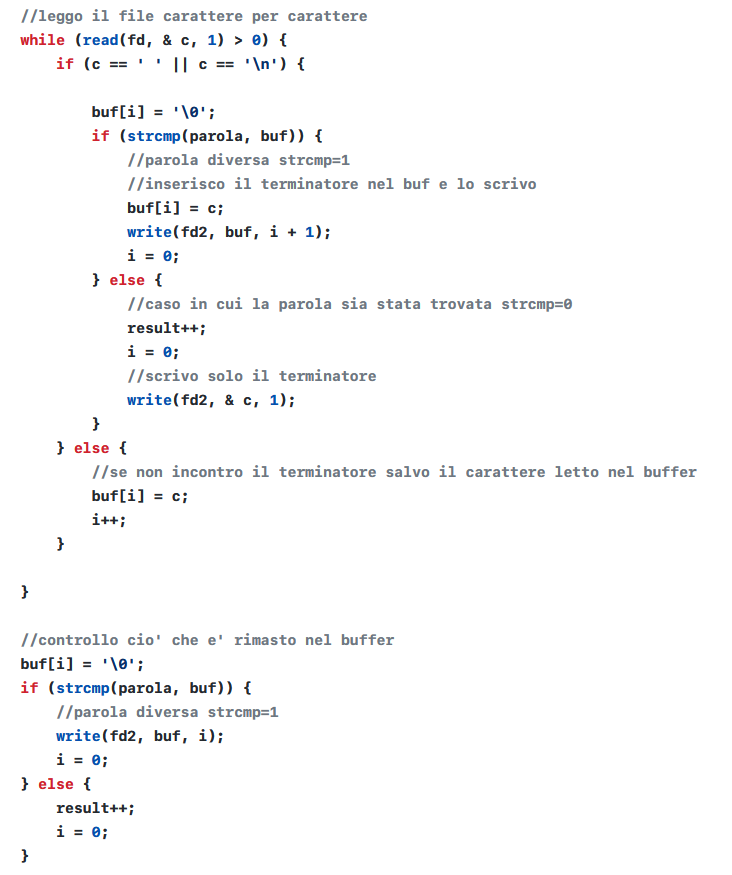 //leggo il file carattere per carattere
while (read(fd, & c, 1) > 0) {
    if (c == ' ' || c == '\n') {

        buf[i] = '\0';
        if (strcmp(parola, buf)) {
            //parola diversa strcmp=1
            //inserisco il terminatore nel buf e lo scrivo
            buf[i] = c;
            write(fd2, buf, i + 1);
            i = 0;
        } else {
            //caso in cui la parola sia stata trovata strcmp=0
            result++;
            i = 0;
            //scrivo solo il terminatore
            write(fd2, & c, 1);
        }
    } else {
        //se non incontro il terminatore salvo il carattere letto nel buffer
        buf[i] = c;
        i++;
    }

}

//controllo cio' che e' rimasto nel buffer
buf[i] = '\0';
if (strcmp(parola, buf)) {
    //parola diversa strcmp=1
    write(fd2, buf, i);
    i = 0;
} else {
    result++;
    i = 0;
}